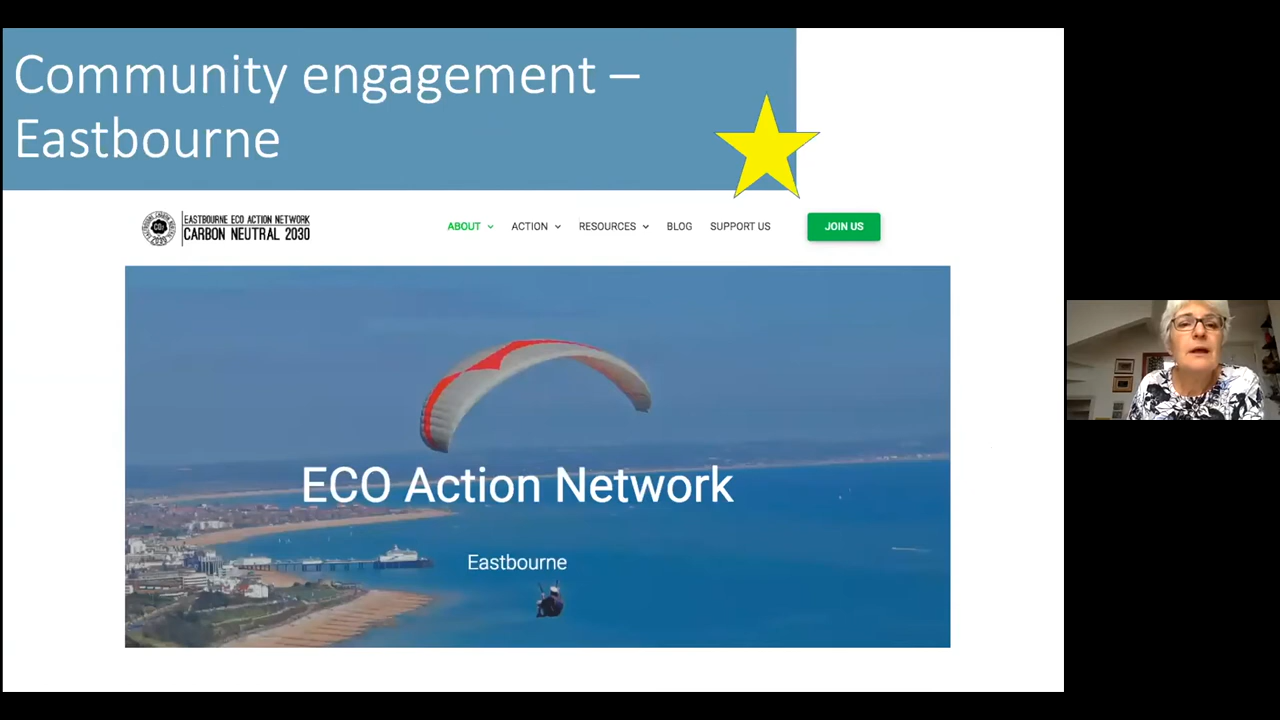 Community engagement –
Eastbourne
EASTBOURNE ECO ACTION NETWORK
CARBON NEUTRAL 2030
ABOUT ACTION RESOURCES BLOG SUPPORT US JOIN US
ECO Action Network
Eastbourne